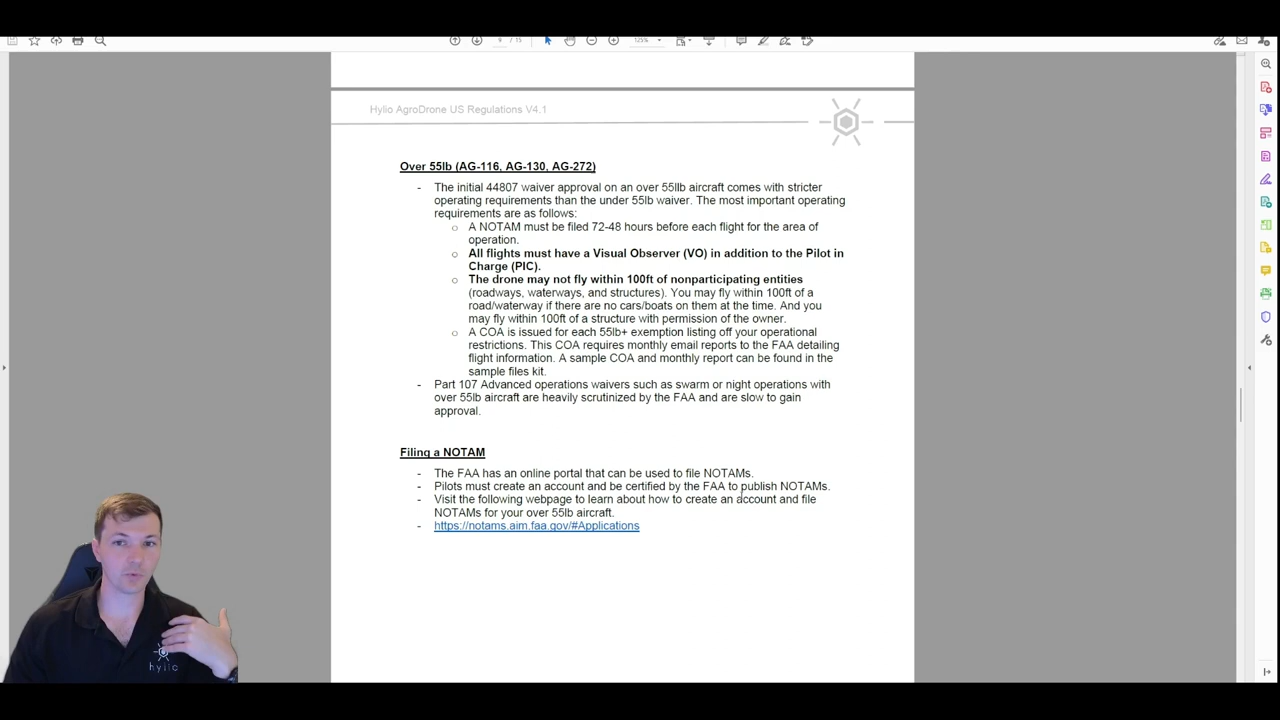 9 / 15
125%
Hylio AgroDrone US Regulations V4.1
Over 55lb (AG-116, AG-130, AG-272)
- The initial 44807 waiver approval on an over 55llb aircraft comes with stricter
operating requirements than the under 55lb waiver. The most important operating
requirements are as follows:
o A NOTAM must be filed 72-48 hours before each flight for the area of
operation.
o All flights must have a Visual Observer (VO) in addition to the Pilot in
Charge (PIC).
o The drone may not fly within 100ft of nonparticipating entities
(roadways, waterways, and structures). You may fly within 100ft of a
road/waterway if there are no cars/boats on them at the time. And you
may fly within 100ft of a structure with permission of the owner.
o A COA is issued for each 55lb+ exemption listing off your operational
restrictions. This COA requires monthly email reports to the FAA detailing
flight information. A sample COA and monthly report can be found in the
sample files kit.
- Part 107 Advanced operations waivers such as swarm or night operations with
over 55lb aircraft are heavily scrutinized by the FAA and are slow to gain
approval.
Filing a NOTAM
- The FAA has an online portal that can be used to file NOTAMs.
- Pilots must create an account and be certified by the FAA to publish NOTAMs.
- Visit the following webpage to learn about how to create an account and file
NOTAMs for your over 55lb aircraft.
- https://notams.aim.faa.gov/#Applications
hylio